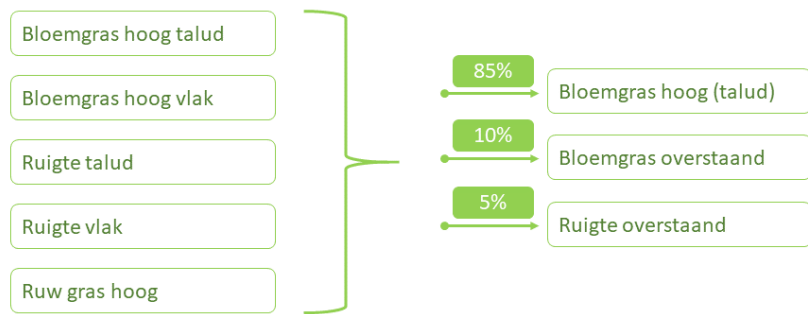 Bloemgras hoog talud
Bloemgras hoog vlak
Ruigte talud
Ruigte vlak
Ruw gras hoog
85%
Bloemgras hoog (talud)
10%
Bloemgras overstaand
5%
Ruigte overstaand